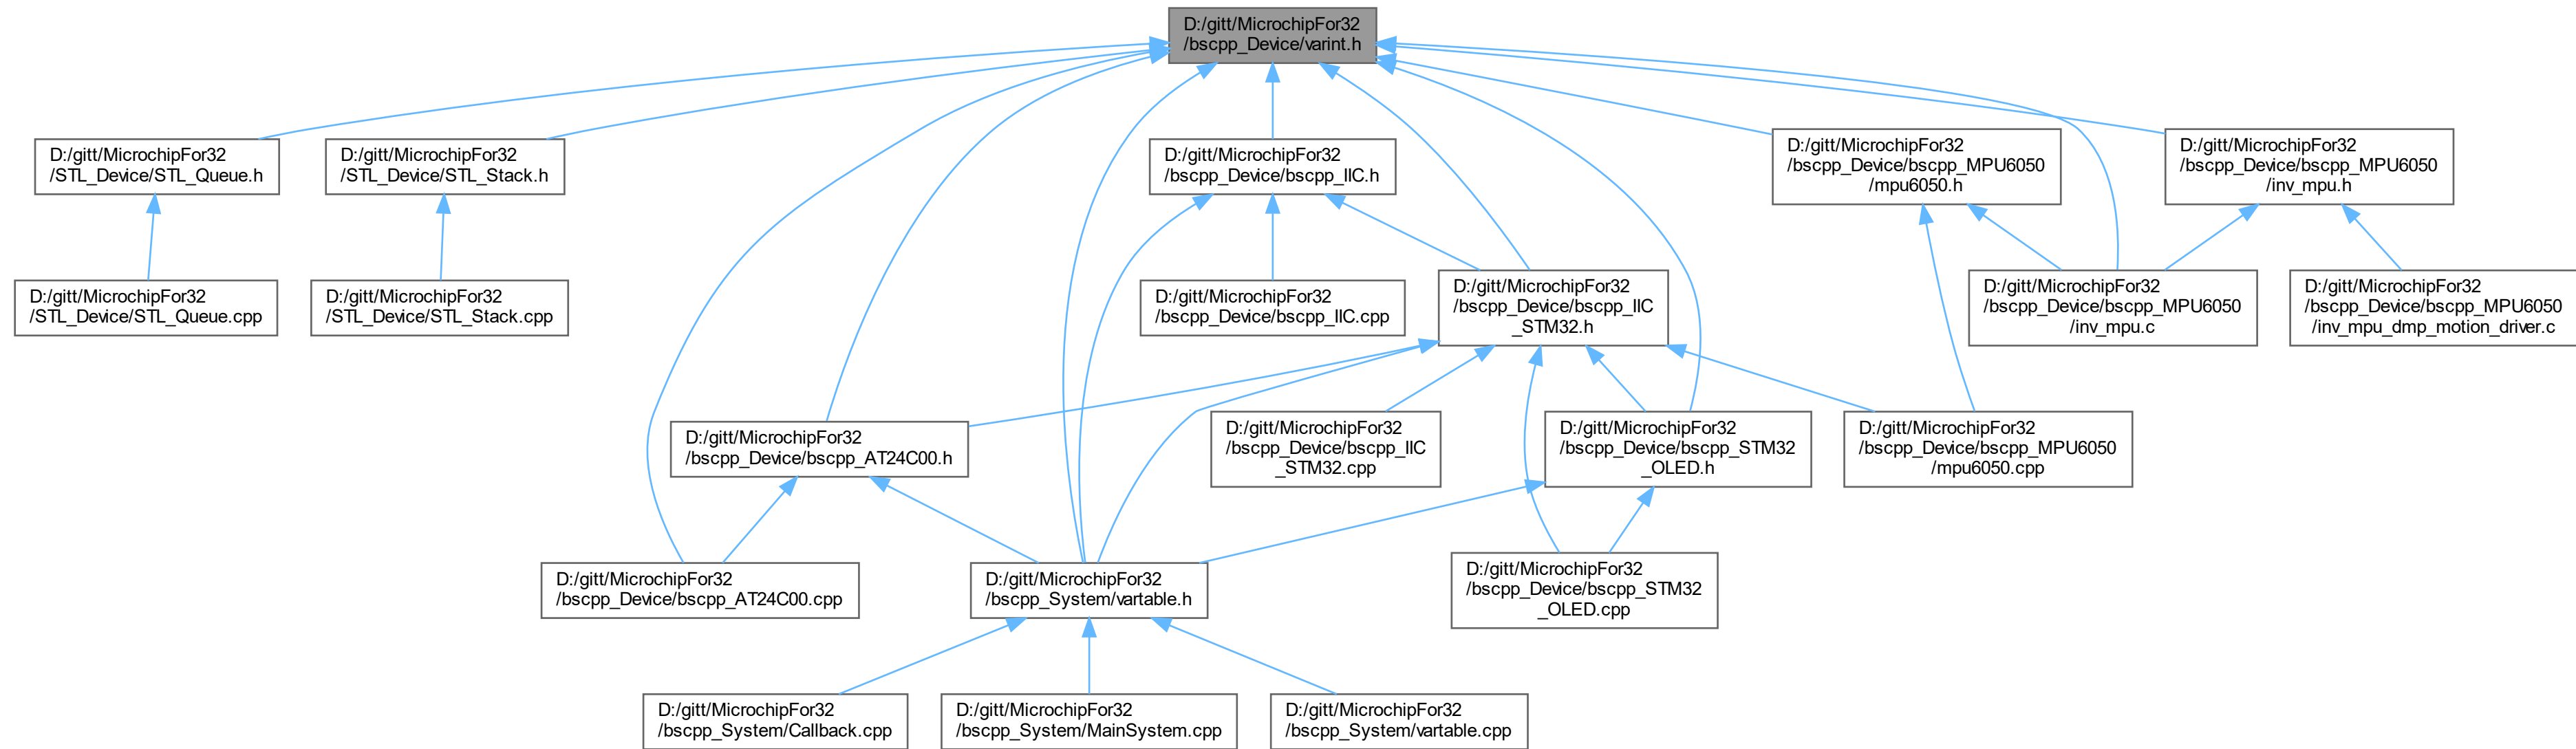 D:/gitt/MicrochipFor32
/bscpp_Device/varint.h
D:/gitt/MicrochipFor32
/STL_Device/STL_Queue.h
D:/gitt/MicrochipFor32
/STL_Device/STL_Stack.h
D:/gitt/MicrochipFor32
/bscpp_Device/bscpp_IIC.h
D:/gitt/MicrochipFor32
/bscpp_Device/bscpp_MPU6050
/mpu6050.h
D:/gitt/MicrochipFor32
/bscpp_Device/bscpp_MPU6050
/inv_mpu.h
D:/gitt/MicrochipFor32
/STL_Device/STL_Queue.cpp
D:/gitt/MicrochipFor32
/STL_Device/STL_Stack.cpp
D:/gitt/MicrochipFor32
/bscpp_Device/bscpp_IIC.cpp
D:/gitt/MicrochipFor32
/bscpp_Device/bscpp_IIC
_STM32.h
D:/gitt/MicrochipFor32
/bscpp_Device/bscpp_MPU6050
/inv_mpu.c
D:/gitt/MicrochipFor32
/bscpp_Device/bscpp_MPU6050
/inv_mpu_dmp_motion_driver.c
D:/gitt/MicrochipFor32
/bscpp_Device/bscpp_AT24C00.h
D:/gitt/MicrochipFor32
/bscpp_Device/bscpp_IIC
_STM32.cpp
D:/gitt/MicrochipFor32
/bscpp_Device/bscpp_STM32
_OLED.h
D:/gitt/MicrochipFor32
/bscpp_Device/bscpp_MPU6050
/mpu6050.cpp
D:/gitt/MicrochipFor32
/bscpp_Device/bscpp_AT24C00.cpp
D:/gitt/MicrochipFor32
/bscpp_System/vartable.h
D:/gitt/MicrochipFor32
/bscpp_Device/bscpp_STM32
_OLED.cpp
D:/gitt/MicrochipFor32
/bscpp_System/Callback.cpp
D:/gitt/MicrochipFor32
/bscpp_System/MainSystem.cpp
D:/gitt/MicrochipFor32
/bscpp_System/vartable.cpp